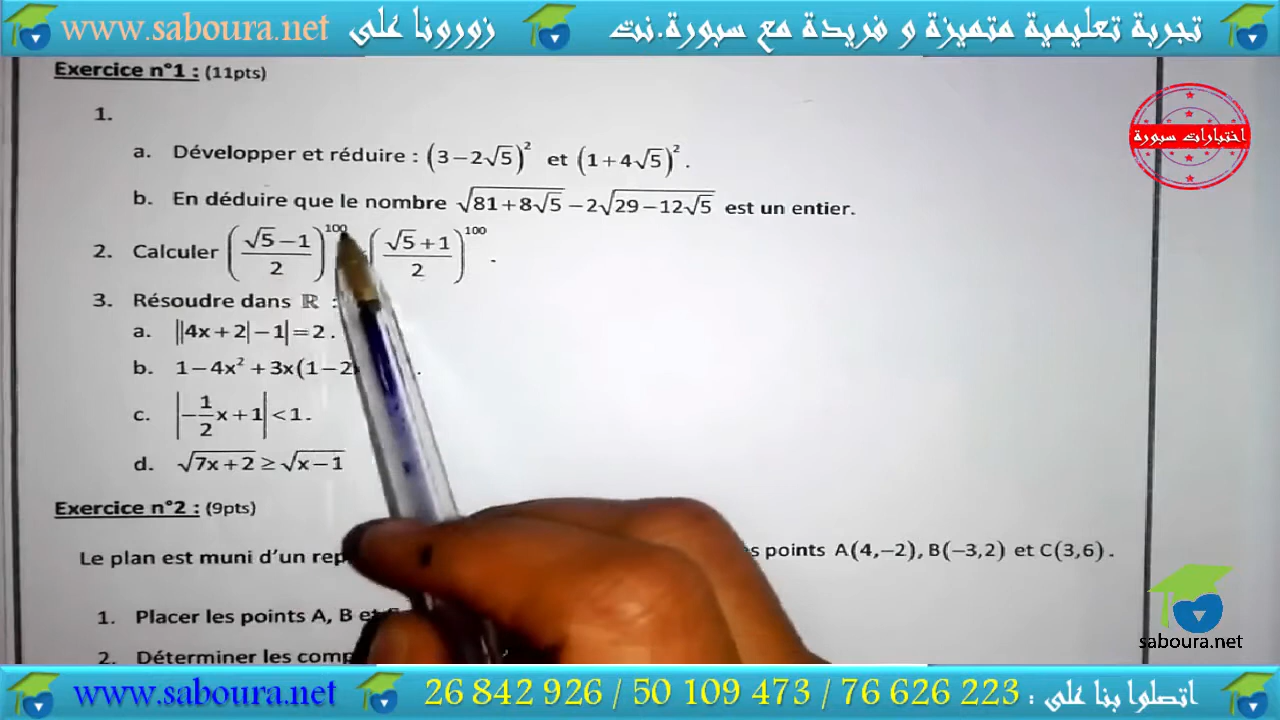 www.saboura.net تجربة تعليمية متميزة و فريدة مع سبورة.نت زورونا على
Exercice n°1 : (11pts)
اختبارات سبورة
1.
a. Développer et réduire : (3−2√5)² et (1+4√5)².
b. En déduire que le nombre √(81+8√5) −2√(29−12√5) est un entier.
2. Calculer ((√5−1)/2)^100 ((√5+1)/2)^100 .
3. Résoudre dans ℝ :
a. ||4x+2|−1|=2.
b. 1−4x²+3x(1−2 .
c. |−1/2x+1|<1.
d. √(7x+2) ≥ √(x−1)
Exercice n°2 : (9pts)
Le plan est muni d’un points A(4,−2), B(−3,2) et C(3,6).
1. Placer les points A, B
saboura.net
2. Déterminer les
www.saboura.net 26 842 926 / 50 109 473 / 76 626 223 : اتصلوا بنا على